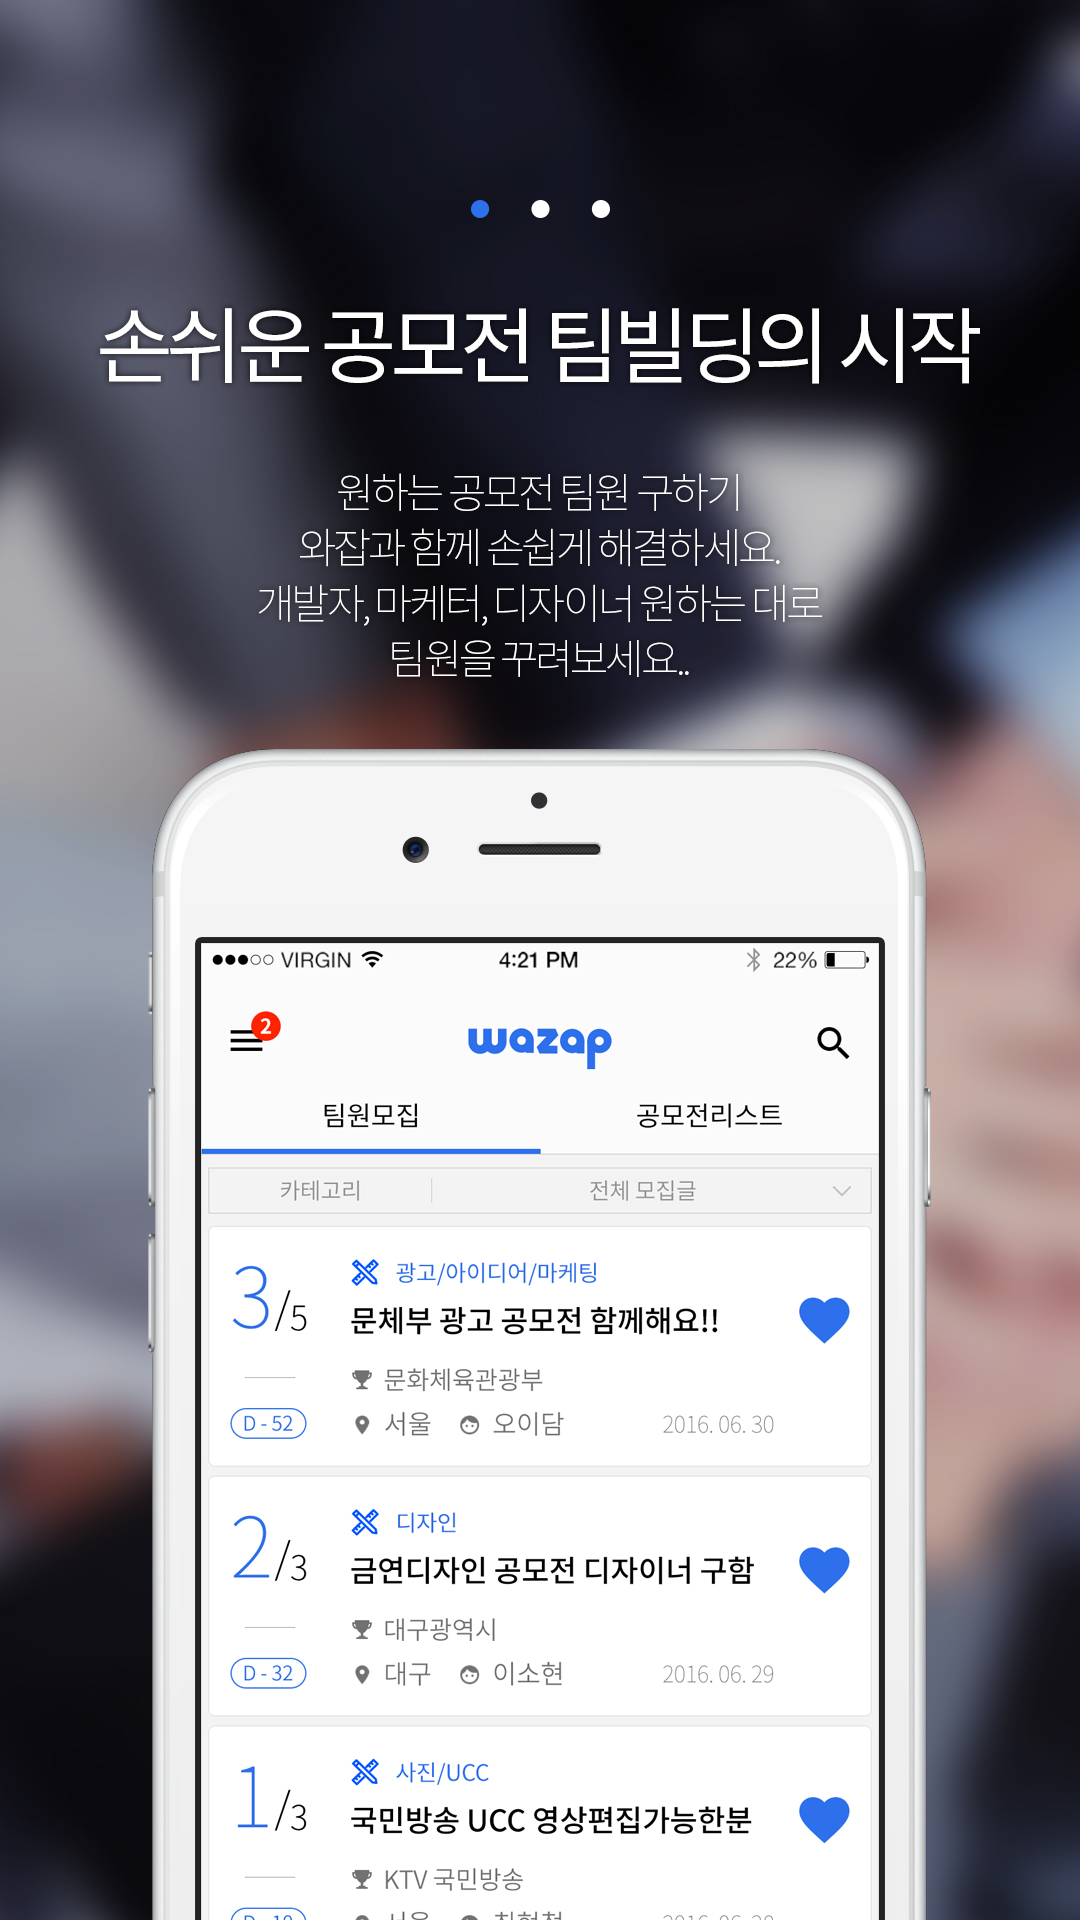 손쉬운 공모전 팀빌딩의 시작
원하는 공모전 팀원 구하기
와잡과 함께 손쉽게 해결하세요.
개발자, 마케터, 디자이너 원하는 대로
팀원을 꾸려보세요..
VIRGIN 4:21 PM 22%
2 wazap
팀원모집 공모전리스트
카테고리 전체 모집글
광고/아이디어/마케팅
3/5 문체부 광고 공모전 함께해요!!
문화체육관광부
D - 52 서울 오이담 2016. 06. 30
디자인
2/3 금연디자인 공모전 디자이너 구함
대구광역시
D - 32 대구 이소현 2016. 06. 29
사진/UCC
1/3 국민방송 UCC 영상편집가능한분
KTV 국민방송